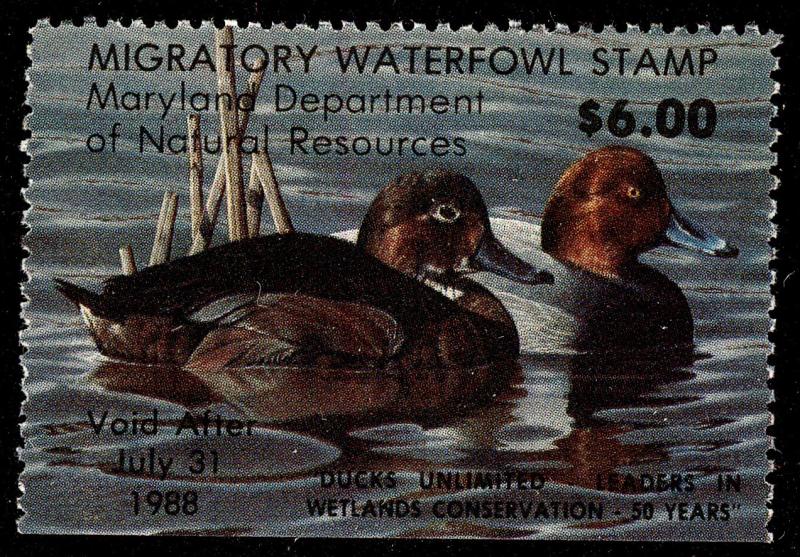 MIGRATORY WATERFOWL STAMP
Maryland Department
$6.00
of Natural Resources
Void After
July 31
1988
"DUCKS UNLIMITED LEADERS IN
WETLANDS CONSERVATION - 50 YEARS"